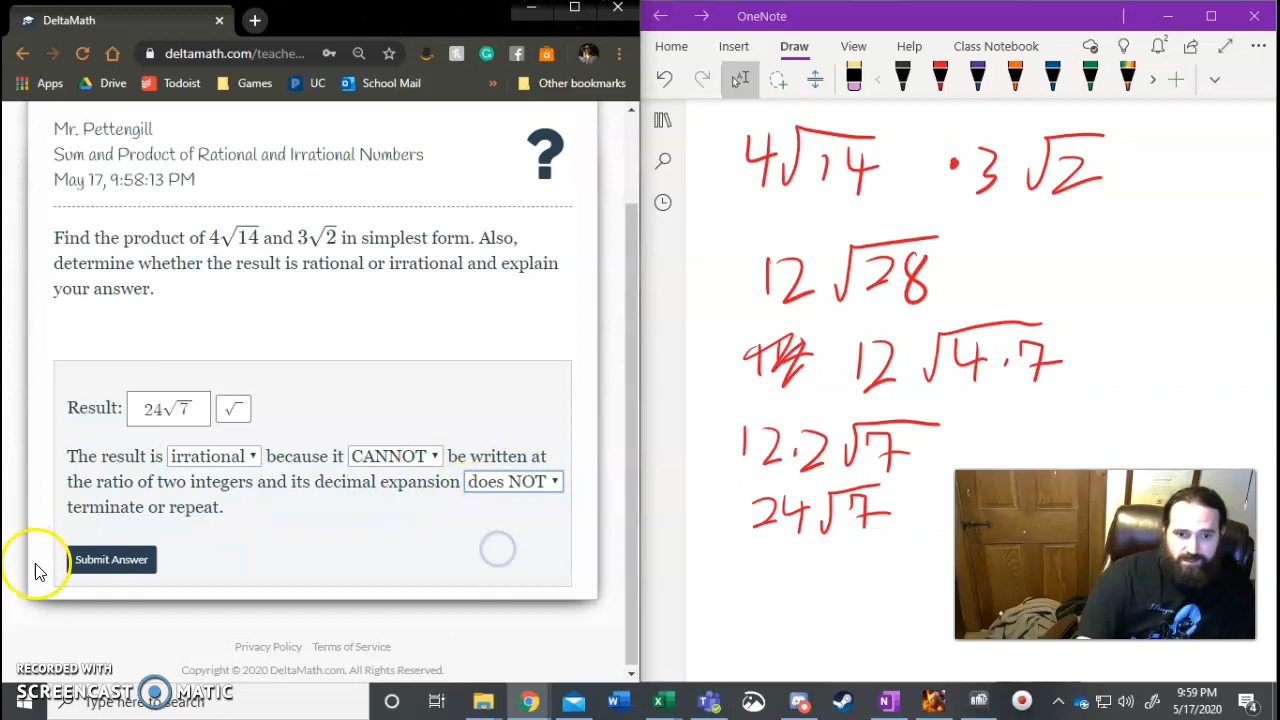 DeltaMath
OneNote
deltamath.com/teache...
Home Insert Draw View Help Class Notebook
Apps Drive Todoist Games UC School Mail » Other bookmarks
Mr. Pettengill
Sum and Product of Rational and Irrational Numbers
May 17, 9:58:13 PM
Find the product of 4√14 and 3√2 in simplest form. Also,
determine whether the result is rational or irrational and explain
your answer.
Result: 24√7 √
The result is irrational because it CANNOT be written at
the ratio of two integers and its decimal expansion does NOT
terminate or repeat.
Submit Answer
Privacy Policy Terms of Service
Copyright © 2020 DeltaMath.com. All Rights Reserved.
4√14 · 3√2
12√28
12√4·7
12·2√7
24√7
RECORDED WITH
SCREENCAST MATIC
Type here to search
9:59 PM
5/17/2020
4